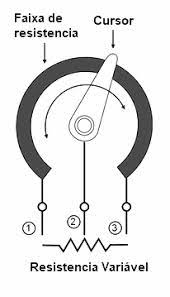 Faixa de
resistencia
Cursor
1
2
3
Resistencia Variável